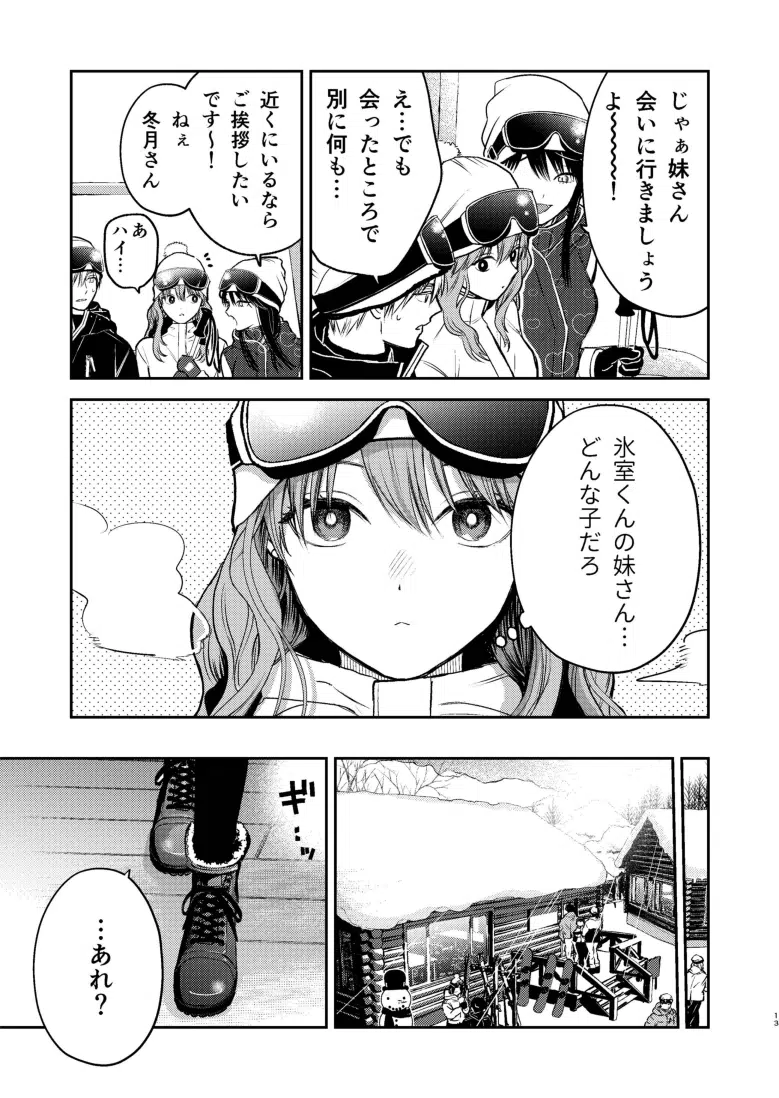 じゃぁ妹さん
会いに行きましょう
よ〜〜〜〜!
え…でも
会ったところで
別に何も…
近くにいるなら
ご挨拶したい
です〜!
ねぇ
冬月さん
あ
ハイ…
氷室くんの妹さん…
どんな子だろ
ギ…ッ
…あれ?
13